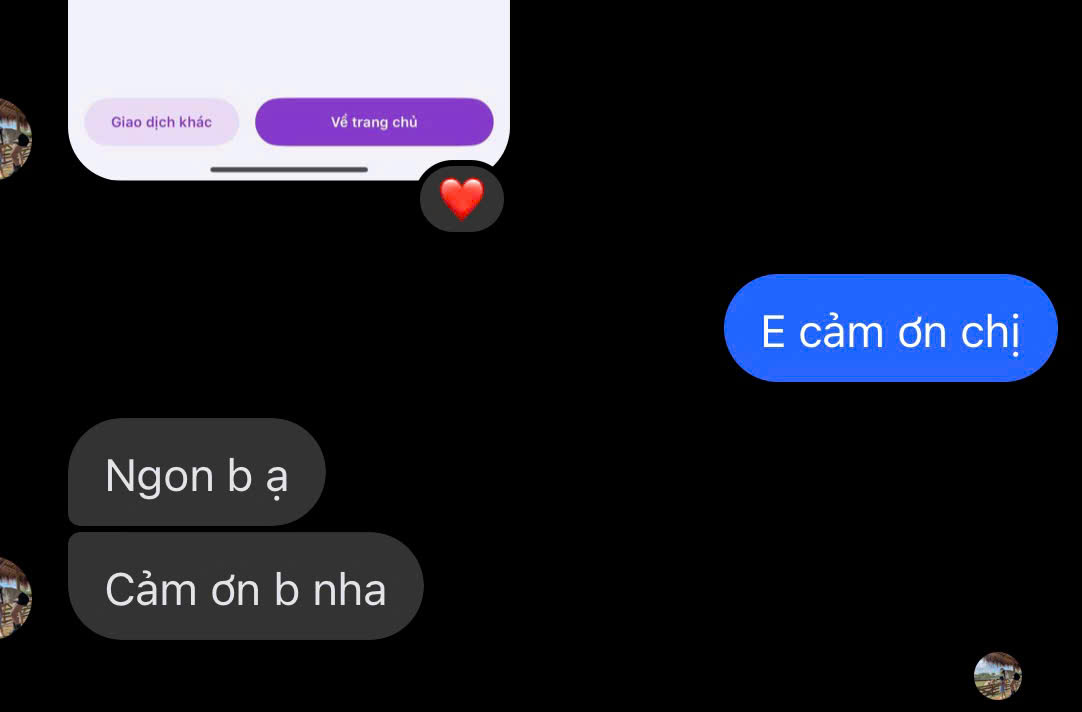 Giao dịch khác
Về trang chủ
E cảm ơn chị
Ngon b ạ
Cảm ơn b nha